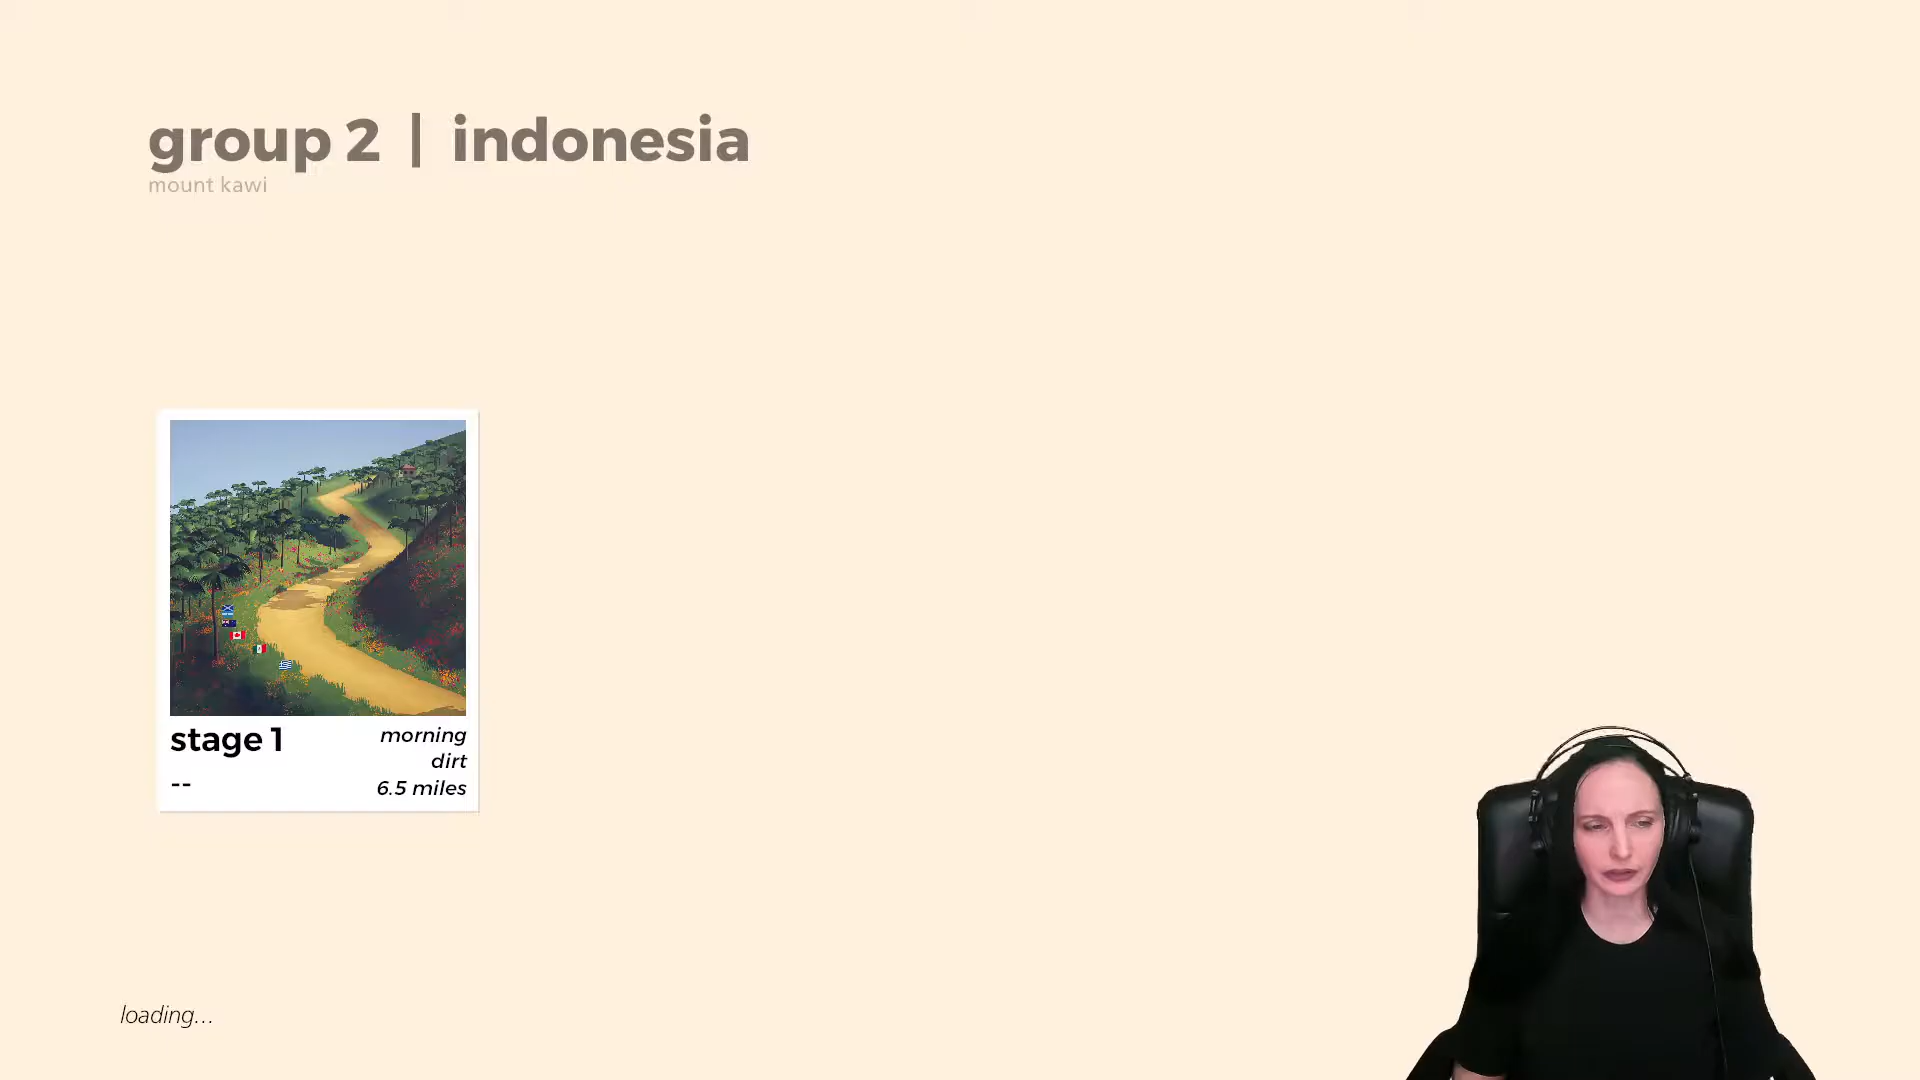 group 2 | indonesia
mount kawi
stage 1
morning
dirt
--
6.5 miles
loading...